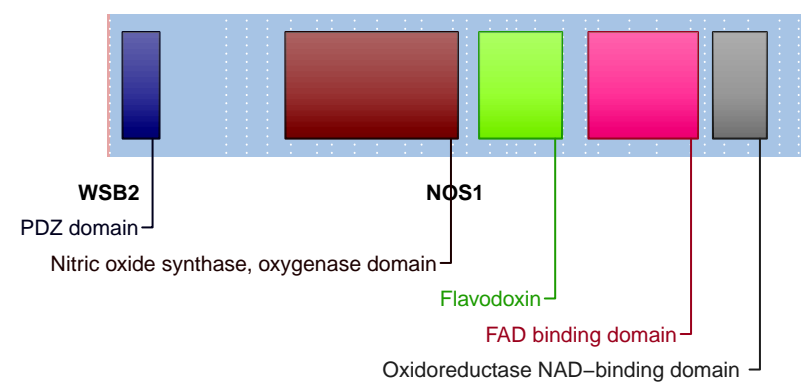 WSB2 NOS1
PDZ domain
Nitric oxide synthase, oxygenase domain
Flavodoxin
FAD binding domain
Oxidoreductase NAD−binding domain